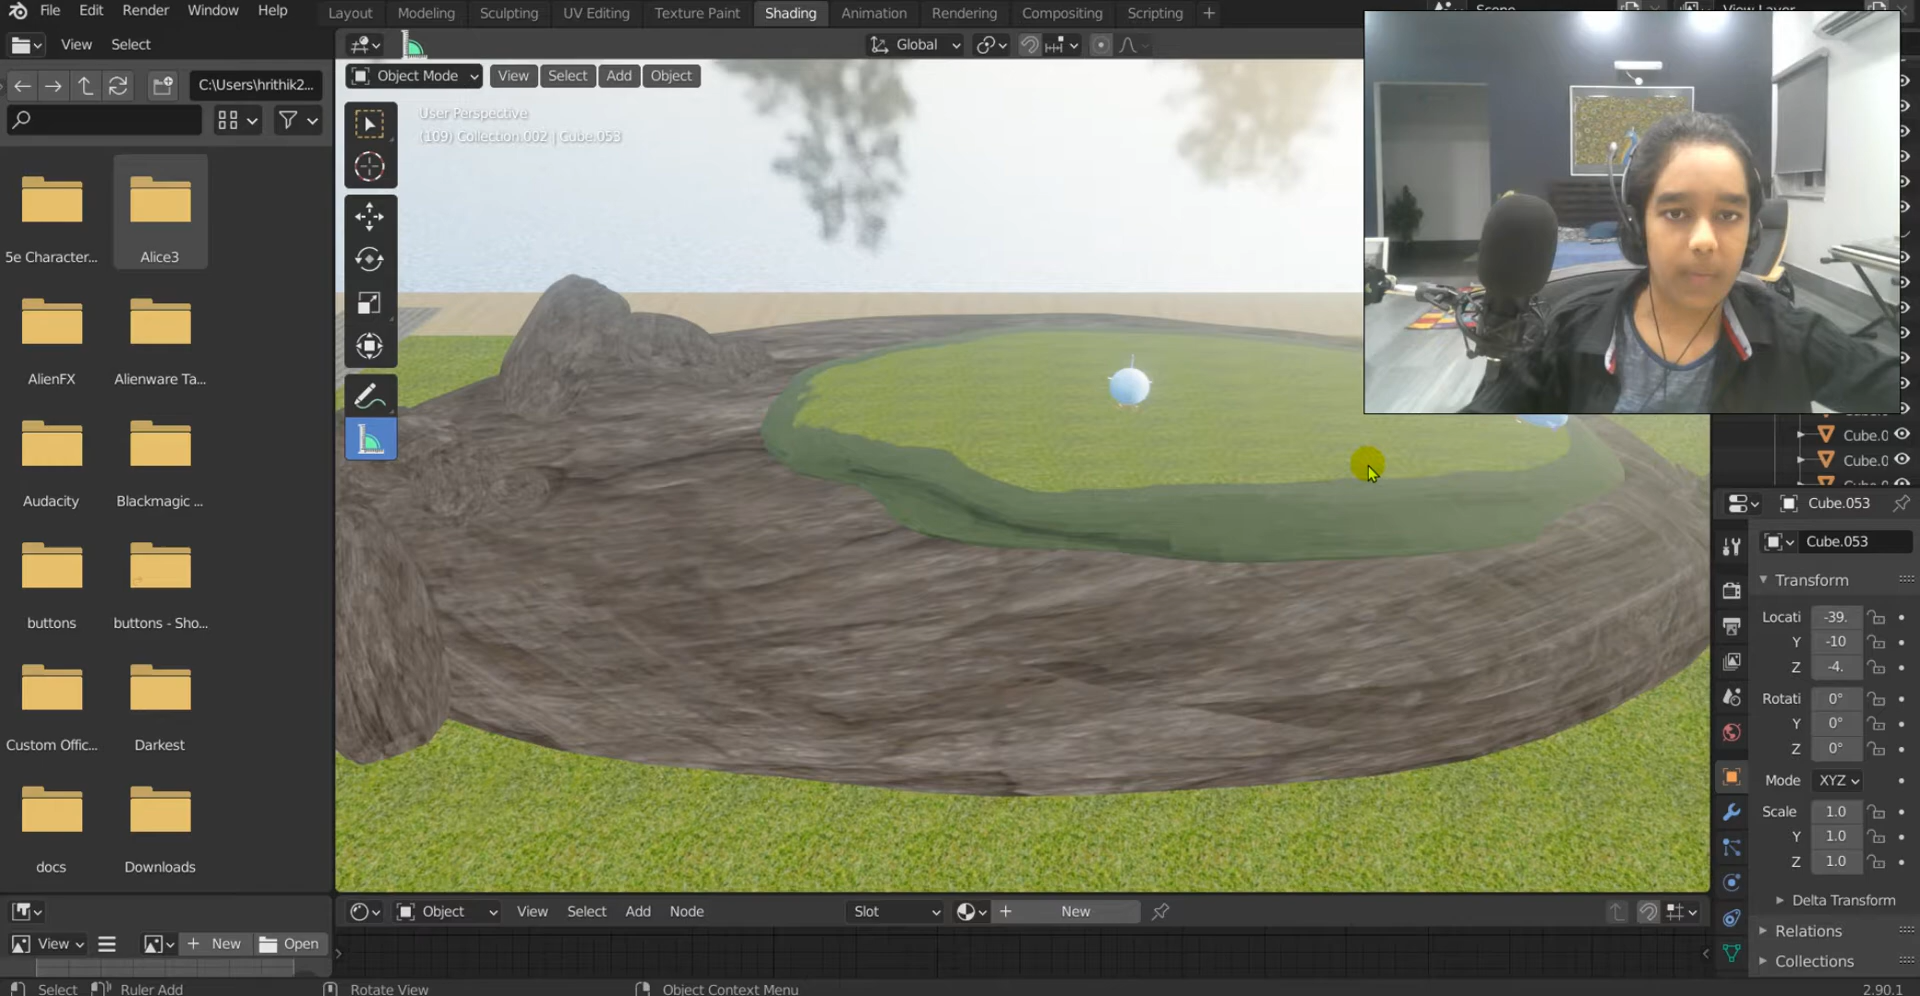 File Edit Render Window Help Layout Modeling Sculpting UV Editing Texture Paint Shading Animation Rendering Compositing Scripting + Scene View Layer
View Select Global
C:\Users\hrithik2... Object Mode View Select Add Object
User Perspective
(109) Collection.002 | Cube.053
5e Character... Alice3
AlienFX Alienware Ta...
Audacity Blackmagic ...
buttons buttons - Sho...
Custom Offic... Darkest
docs Downloads
Cube.0
Cube.0
Cube.053
Cube.053
Transform
Locati -39.
Y -10
Z -4.
Rotati 0°
Y 0°
Z 0°
Mode XYZ
Scale 1.0
Y 1.0
Z 1.0
Delta Transform
Relations
Collections
Object View Select Add Node Slot + New
View + New Open
Select Ruler Add Rotate View Object Context Menu 2.90.1